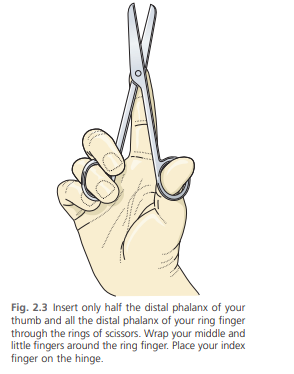 Fig. 2.3 Insert only half the distal phalanx of your
thumb and all the distal phalanx of your ring finger
through the rings of scissors. Wrap your middle and
little fingers around the ring finger. Place your index
finger on the hinge.